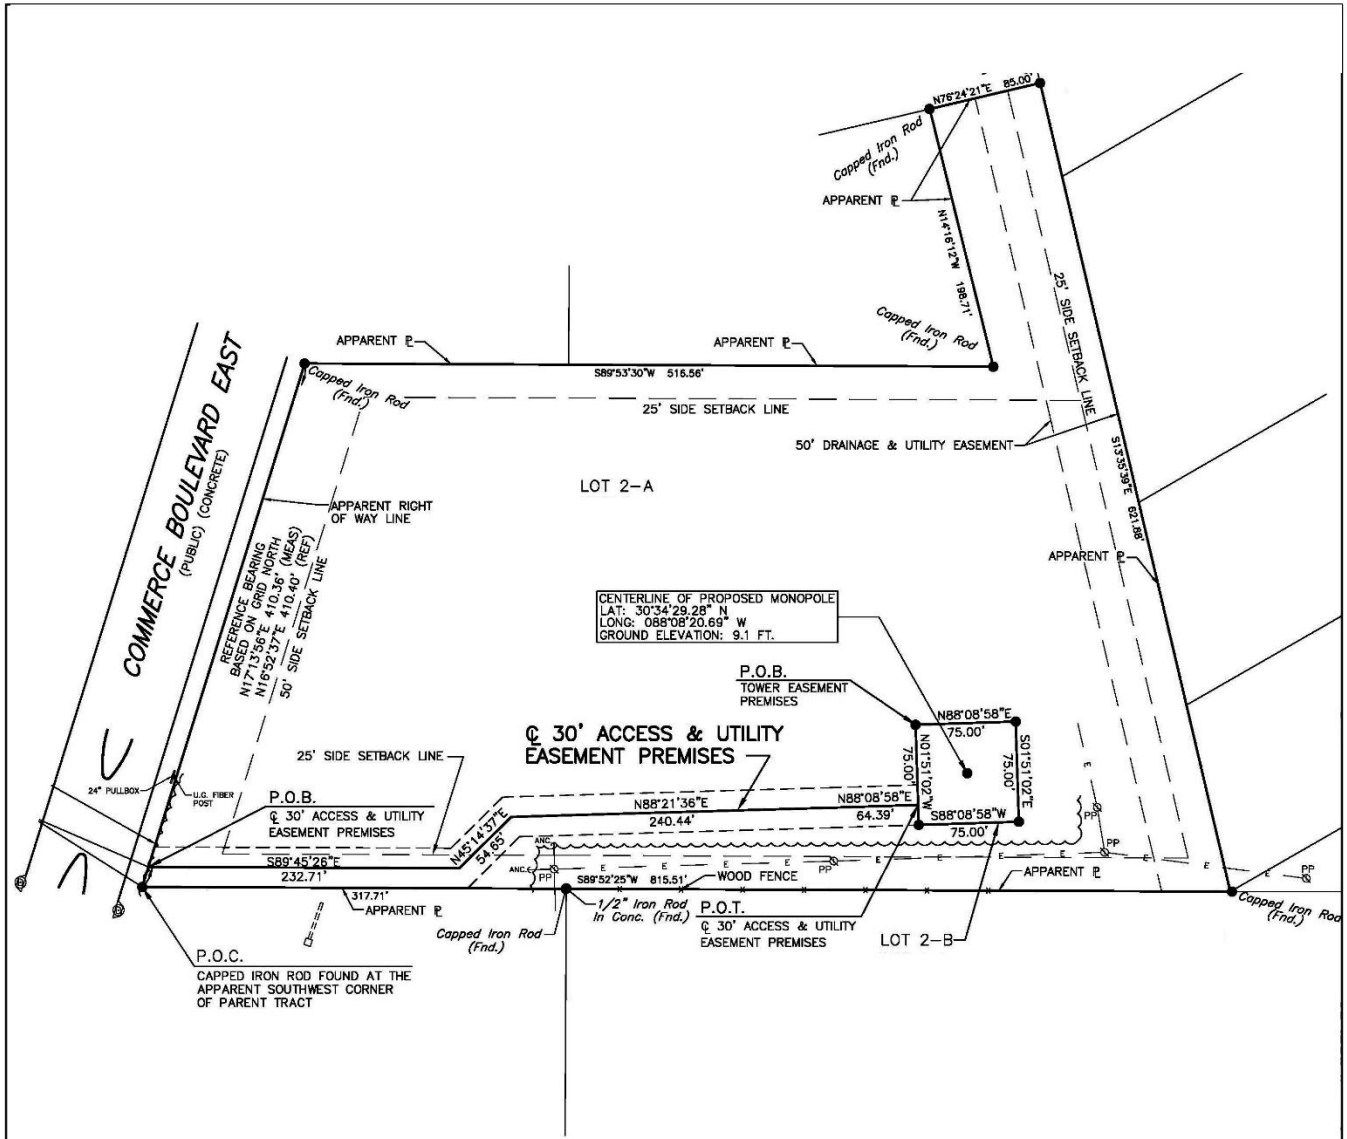 N76°24'21"E 85.00'
Capped Iron Rod
(Fnd.)
APPARENT ⅊
N14°16'12"W 198.71'
Capped Iron Rod
(Fnd.)
25' SIDE SETBACK LINE
APPARENT ⅊
APPARENT ⅊
S89°53'30"W 516.56'
Capped Iron Rod
(Fnd.)
25' SIDE SETBACK LINE
50' DRAINAGE & UTILITY EASEMENT
S13°35'39"E 621.88'
COMMERCE BOULEVARD EAST
(PUBLIC) (CONCRETE)
LOT 2-A
APPARENT RIGHT
OF WAY LINE
REFERENCE BEARING
BASED ON GRID NORTH
N17°13'56"E 410.36' (MEAS)
N16°52'37"E 410.40' (REF)
50' SIDE SETBACK LINE
APPARENT ⅊
CENTERLINE OF PROPOSED MONOPOLE
LAT: 30°34'29.28" N
LONG: 088°08'20.69" W
GROUND ELEVATION: 9.1 FT.
P.O.B.
TOWER EASEMENT
PREMISES
N88°08'58"E
75.00'
N01°51'02"W
75.00'
S01°51'02"E
75.00'
S88°08'58"W
75.00'
℄ 30' ACCESS & UTILITY
EASEMENT PREMISES
25' SIDE SETBACK LINE
24" PULLBOX
U.G. FIBER
POST
P.O.B.
℄ 30' ACCESS & UTILITY
EASEMENT PREMISES
N88°21'36"E
240.44'
N88°08'58"E
64.39'
N45°14'37"E
54.65'
S89°45'26"E
232.71'
ANC.
ANC.
PP
E
E
E
PP
E
E
E
E
PP
PP
E
PP
S89°52'25"W 815.51'
WOOD FENCE
APPARENT ⅊
317.71'
APPARENT ⅊
1/2" Iron Rod
In Conc. (Fnd.)
Capped Iron Rod
(Fnd.)
P.O.T.
℄ 30' ACCESS & UTILITY
EASEMENT PREMISES
LOT 2-B
Capped Iron Rod
(Fnd.)
P.O.C.
CAPPED IRON ROD FOUND AT THE
APPARENT SOUTHWEST CORNER
OF PARENT TRACT